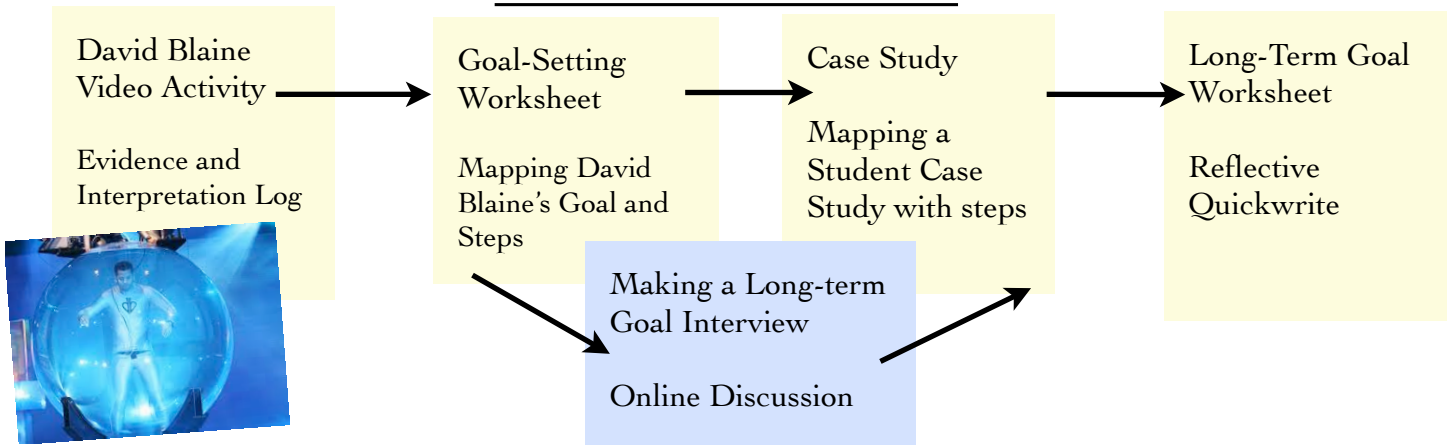 David Blaine
Video Activity
Evidence and
Interpretation Log
Goal-Setting
Worksheet
Mapping David
Blaine's Goal and
Steps
Making a Long-term
Goal Interview
Online Discussion
Case Study
Mapping a
Student Case
Study with steps
Long-Term Goal
Worksheet
Reflective
Quickwrite